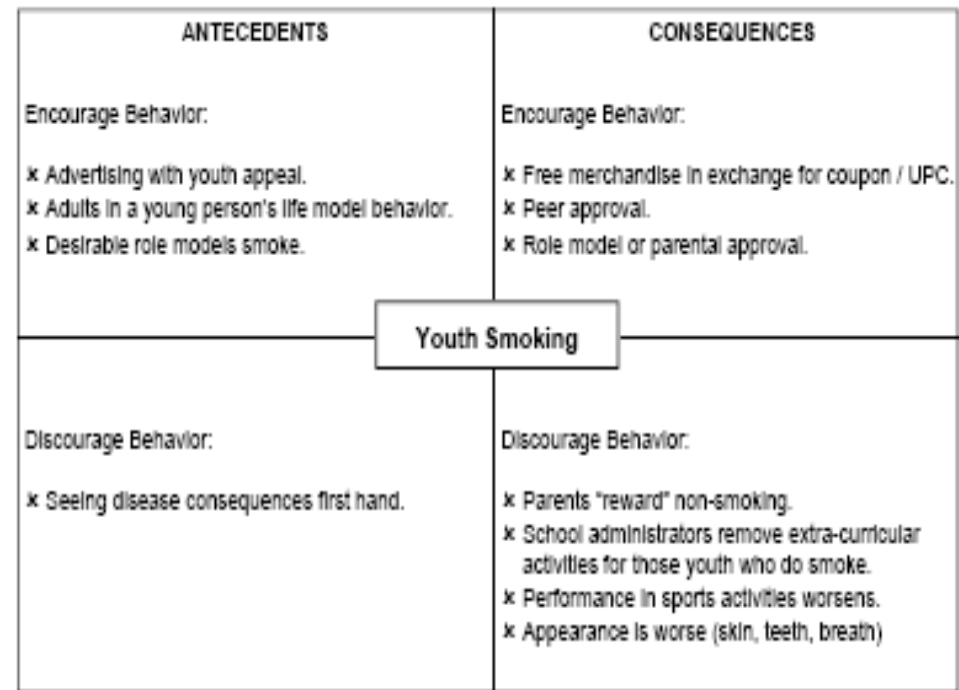 ANTECEDENTS
Encourage Behavior:
× Advertising with youth appeal.
× Adults in a young person's life model behavior.
× Desirable role models smoke.
CONSEQUENCES
Encourage Behavior:
× Free merchandise in exchange for coupon / UPC.
× Peer approval.
× Role model or parental approval.
Youth Smoking
Discourage Behavior:
× Seeing disease consequences first hand.
Discourage Behavior:
× Parents "reward" non-smoking.
× School administrators remove extra-curricular
activities for those youth who do smoke.
× Performance in sports activities worsens.
× Appearance is worse (skin, teeth, breath)